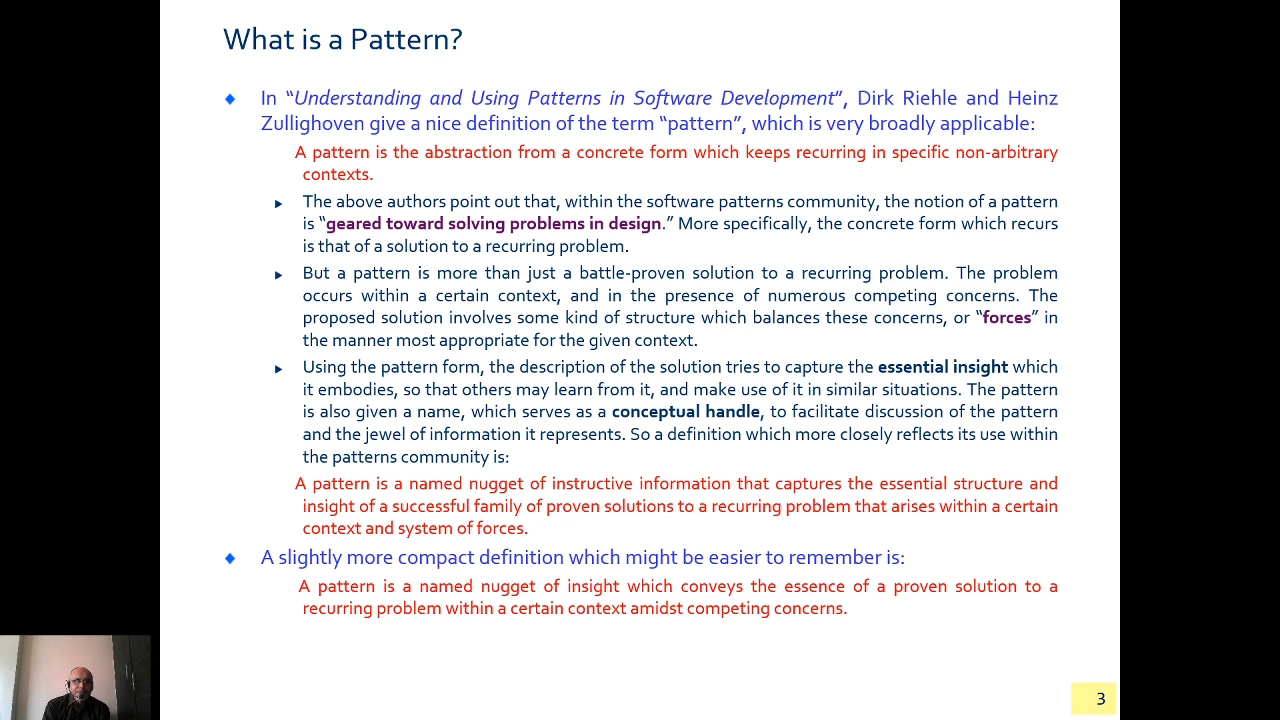 What is a Pattern?
In “Understanding and Using Patterns in Software Development”, Dirk Riehle and Heinz
Zullighoven give a nice definition of the term “pattern”, which is very broadly applicable:
A pattern is the abstraction from a concrete form which keeps recurring in specific non-arbitrary
contexts.
The above authors point out that, within the software patterns community, the notion of a pattern
is “geared toward solving problems in design.” More specifically, the concrete form which recurs
is that of a solution to a recurring problem.
But a pattern is more than just a battle-proven solution to a recurring problem. The problem
occurs within a certain context, and in the presence of numerous competing concerns. The
proposed solution involves some kind of structure which balances these concerns, or “forces” in
the manner most appropriate for the given context.
Using the pattern form, the description of the solution tries to capture the essential insight which
it embodies, so that others may learn from it, and make use of it in similar situations. The pattern
is also given a name, which serves as a conceptual handle, to facilitate discussion of the pattern
and the jewel of information it represents. So a definition which more closely reflects its use within
the patterns community is:
A pattern is a named nugget of instructive information that captures the essential structure and
insight of a successful family of proven solutions to a recurring problem that arises within a certain
context and system of forces.
A slightly more compact definition which might be easier to remember is:
A pattern is a named nugget of insight which conveys the essence of a proven solution to a
recurring problem within a certain context amidst competing concerns.
3